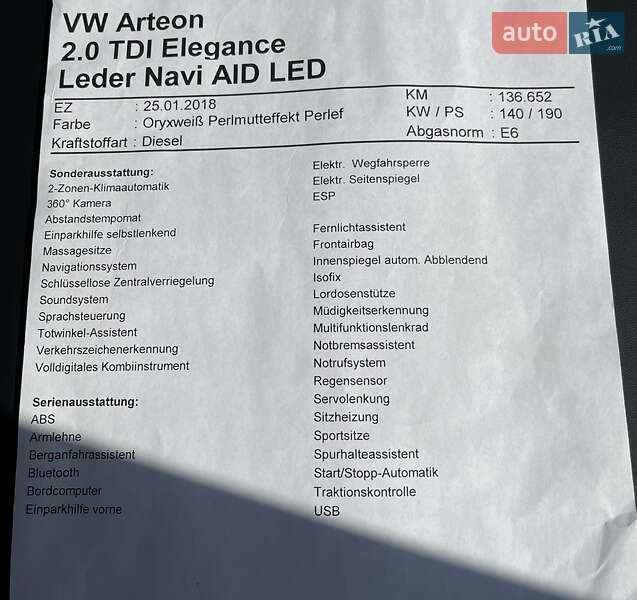 VW Arteon
2.0 TDI Elegance
Leder Navi AID LED
auto RIA.com
EZ : 25.01.2018
Farbe : Oryxweiß Perlmutteffekt Perlef
Kraftstoffart : Diesel
KM : 136.652
KW / PS : 140 / 190
Abgasnorm : E6
Sonderausstattung:
2-Zonen-Klimaautomatik
360° Kamera
Abstandstempomat
Einparkhilfe selbstlenkend
Massagesitze
Navigationssystem
Schlüssellose Zentralverriegelung
Soundsystem
Sprachsteuerung
Totwinkel-Assistent
Verkehrszeichenerkennung
Volldigitales Kombiinstrument
Serienausstattung:
ABS
Armlehne
Berganfahrassistent
Bluetooth
Bordcomputer
Einparkhilfe vorne
Elektr. Wegfahrsperre
Elektr. Seitenspiegel
ESP
Fernlichtassistent
Frontairbag
Innenspiegel autom. Abblendend
Isofix
Lordosenstütze
Müdigkeitserkennung
Multifunktionslenkrad
Notbremsassistent
Notrufsystem
Regensensor
Servolenkung
Sitzheizung
Sportsitze
Spurhalteassistent
Start/Stopp-Automatik
Traktionskontrolle
USB